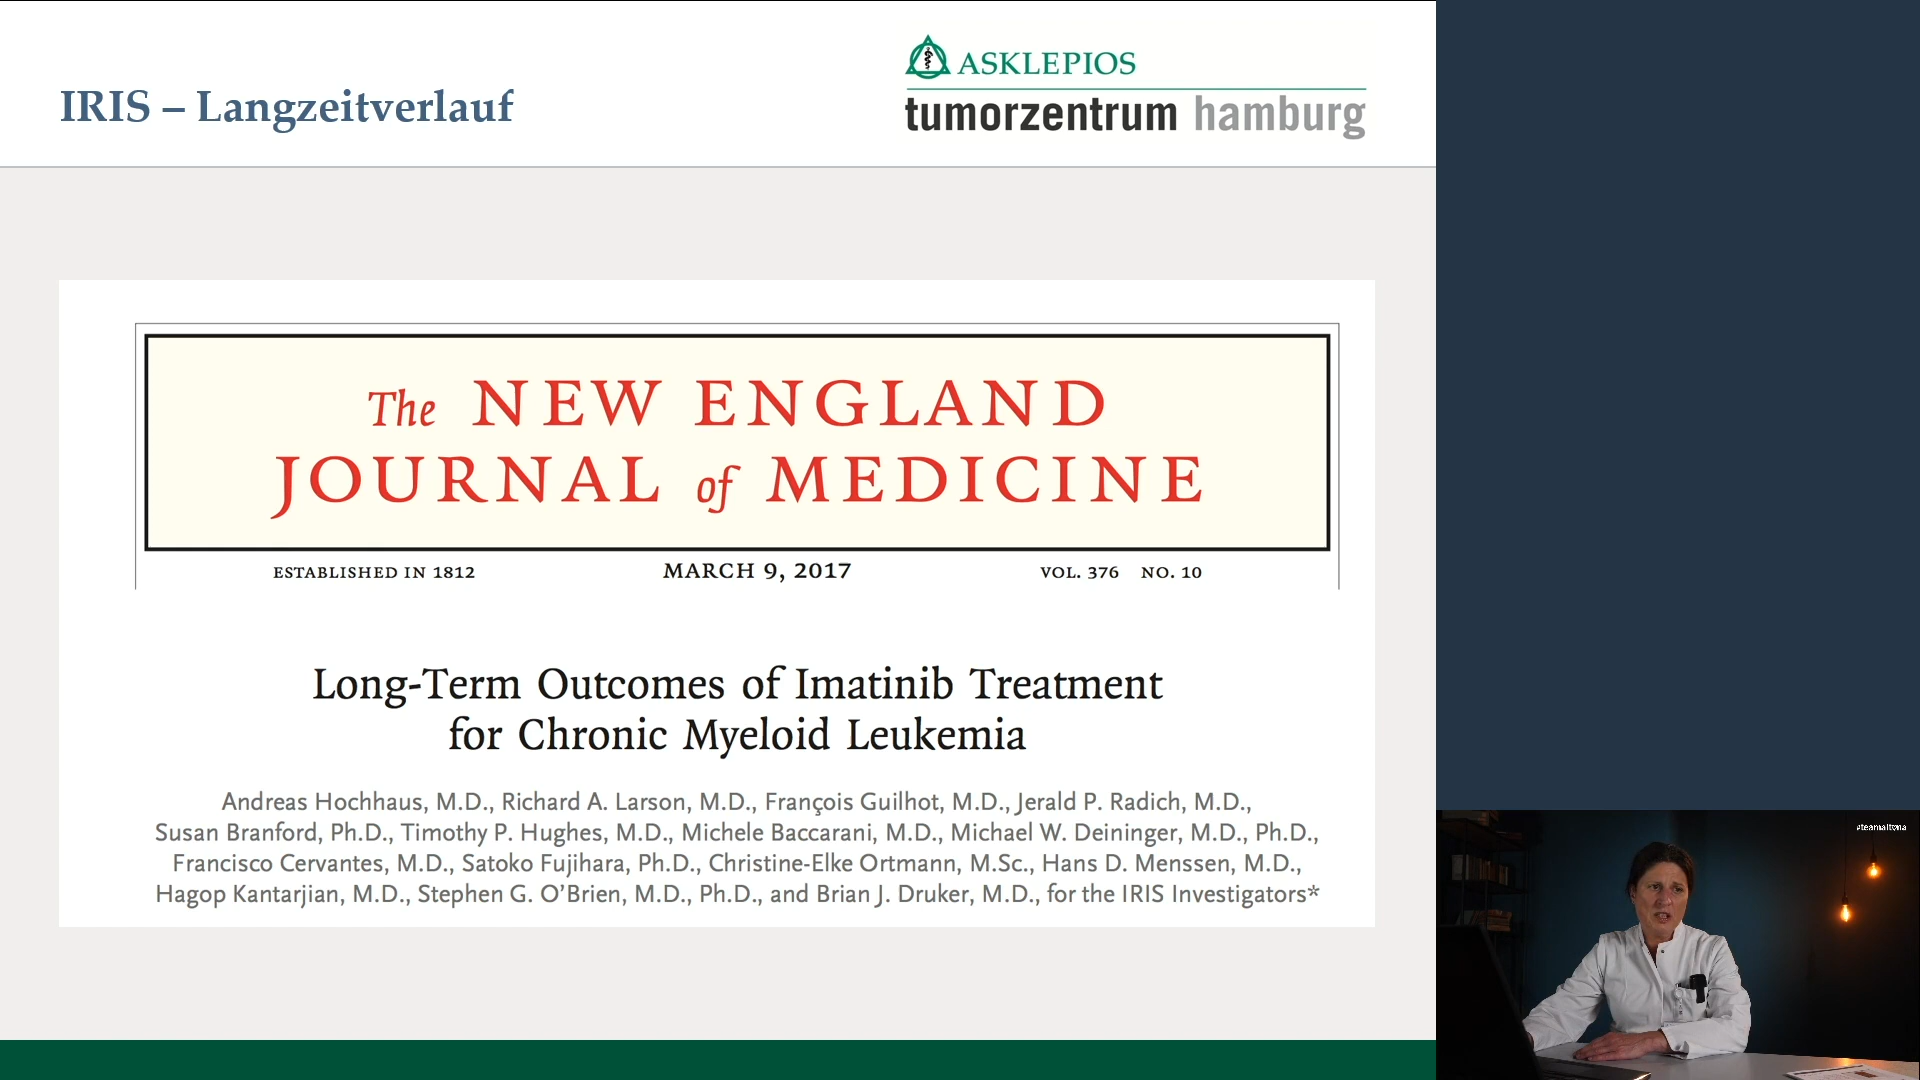 IRIS – Langzeitverlauf
ASKLEPIOS
tumorzentrum hamburg
The NEW ENGLAND
JOURNAL of MEDICINE
ESTABLISHED IN 1812 MARCH 9, 2017 VOL. 376 NO. 10
Long-Term Outcomes of Imatinib Treatment
for Chronic Myeloid Leukemia
Andreas Hochhaus, M.D., Richard A. Larson, M.D., François Guilhot, M.D., Jerald P. Radich, M.D.,
Susan Branford, Ph.D., Timothy P. Hughes, M.D., Michele Baccarani, M.D., Michael W. Deininger, M.D., Ph.D.,
Francisco Cervantes, M.D., Satoko Fujihara, Ph.D., Christine-Elke Ortmann, M.Sc., Hans D. Menssen, M.D.,
Hagop Kantarjian, M.D., Stephen G. O’Brien, M.D., Ph.D., and Brian J. Druker, M.D., for the IRIS Investigators*
#teamaltona